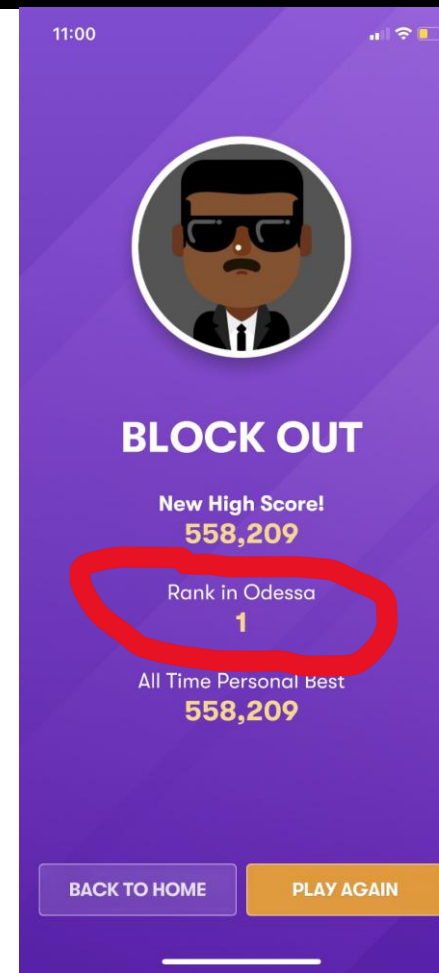 11:00
BLOCK OUT
New High Score!
558,209
Rank in Odessa
1
All Time Personal Best
558,209
BACK TO HOME
PLAY AGAIN